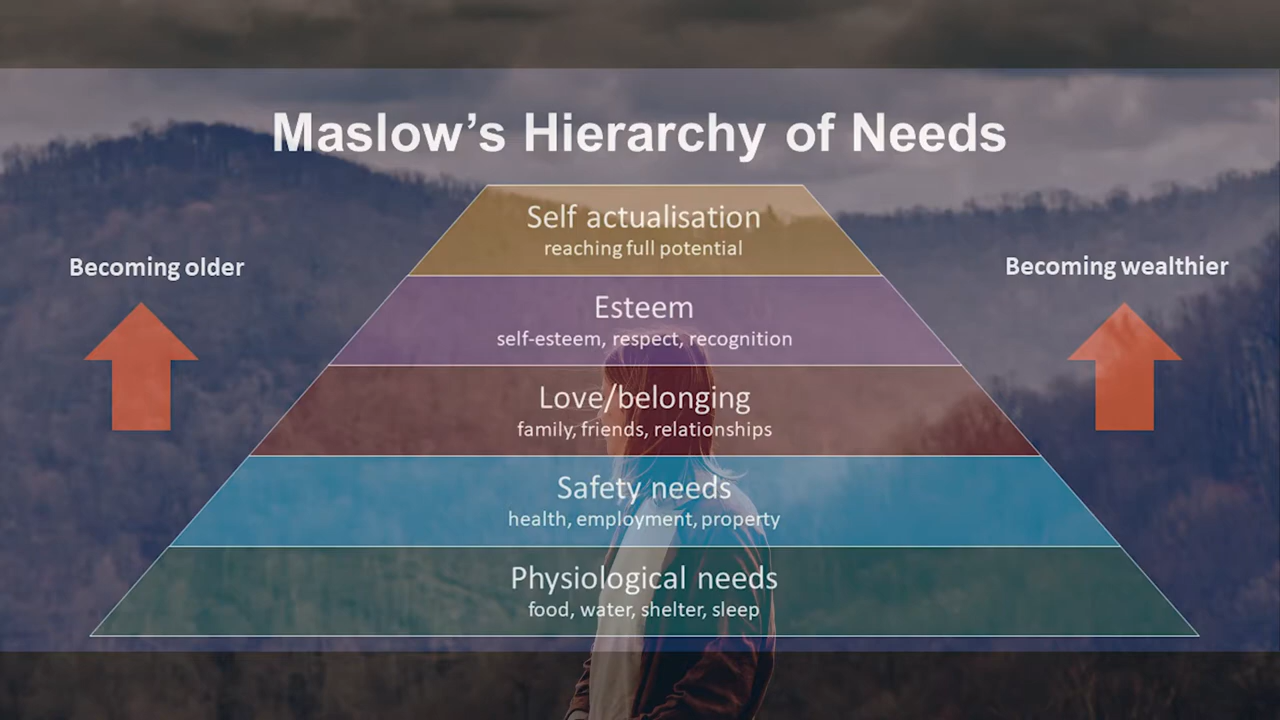 Maslow's Hierarchy of Needs
Self actualisation
reaching full potential
Becoming older
Becoming wealthier
Esteem
self-esteem, respect, recognition
Love/belonging
family, friends, relationships
Safety needs
health, employment, property
Physiological needs
food, water, shelter, sleep